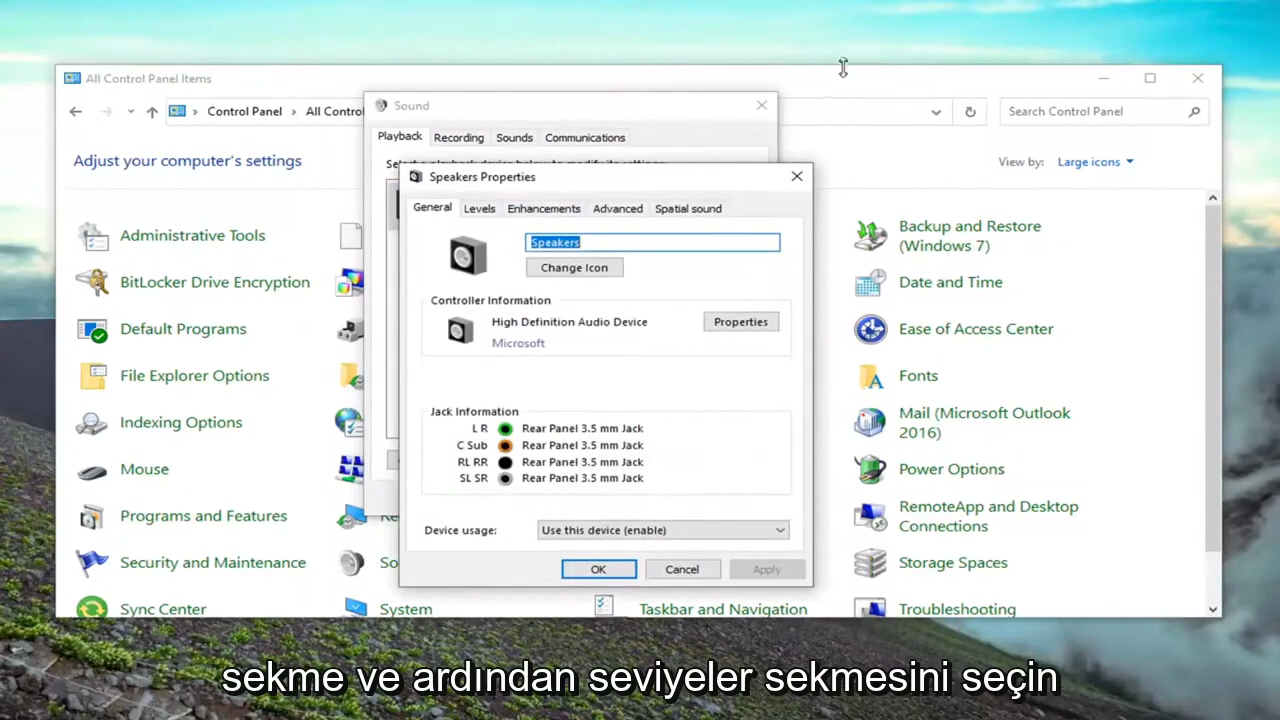 All Control Panel Items
Control Panel
All Control
Search Control Panel
Adjust your computer's settings
View by:
Large icons
Sound
Playback
Recording
Sounds
Communications
Speakers Properties
General
Levels
Enhancements
Advanced
Spatial sound
Speakers
Change Icon
Controller Information
High Definition Audio Device
Properties
Microsoft
Jack Information
L R
Rear Panel 3.5 mm Jack
C Sub
Rear Panel 3.5 mm Jack
RL RR
Rear Panel 3.5 mm Jack
SL SR
Rear Panel 3.5 mm Jack
Device usage:
Use this device (enable)
OK
Cancel
Apply
Administrative Tools
BitLocker Drive Encryption
Default Programs
File Explorer Options
Indexing Options
Mouse
Programs and Features
Security and Maintenance
Sync Center
System
Taskbar and Navigation
Backup and Restore
(Windows 7)
Date and Time
Ease of Access Center
Fonts
Mail (Microsoft Outlook
2016)
Power Options
RemoteApp and Desktop
Connections
Storage Spaces
Troubleshooting
sekme ve ardından seviyeler sekmesini seçin